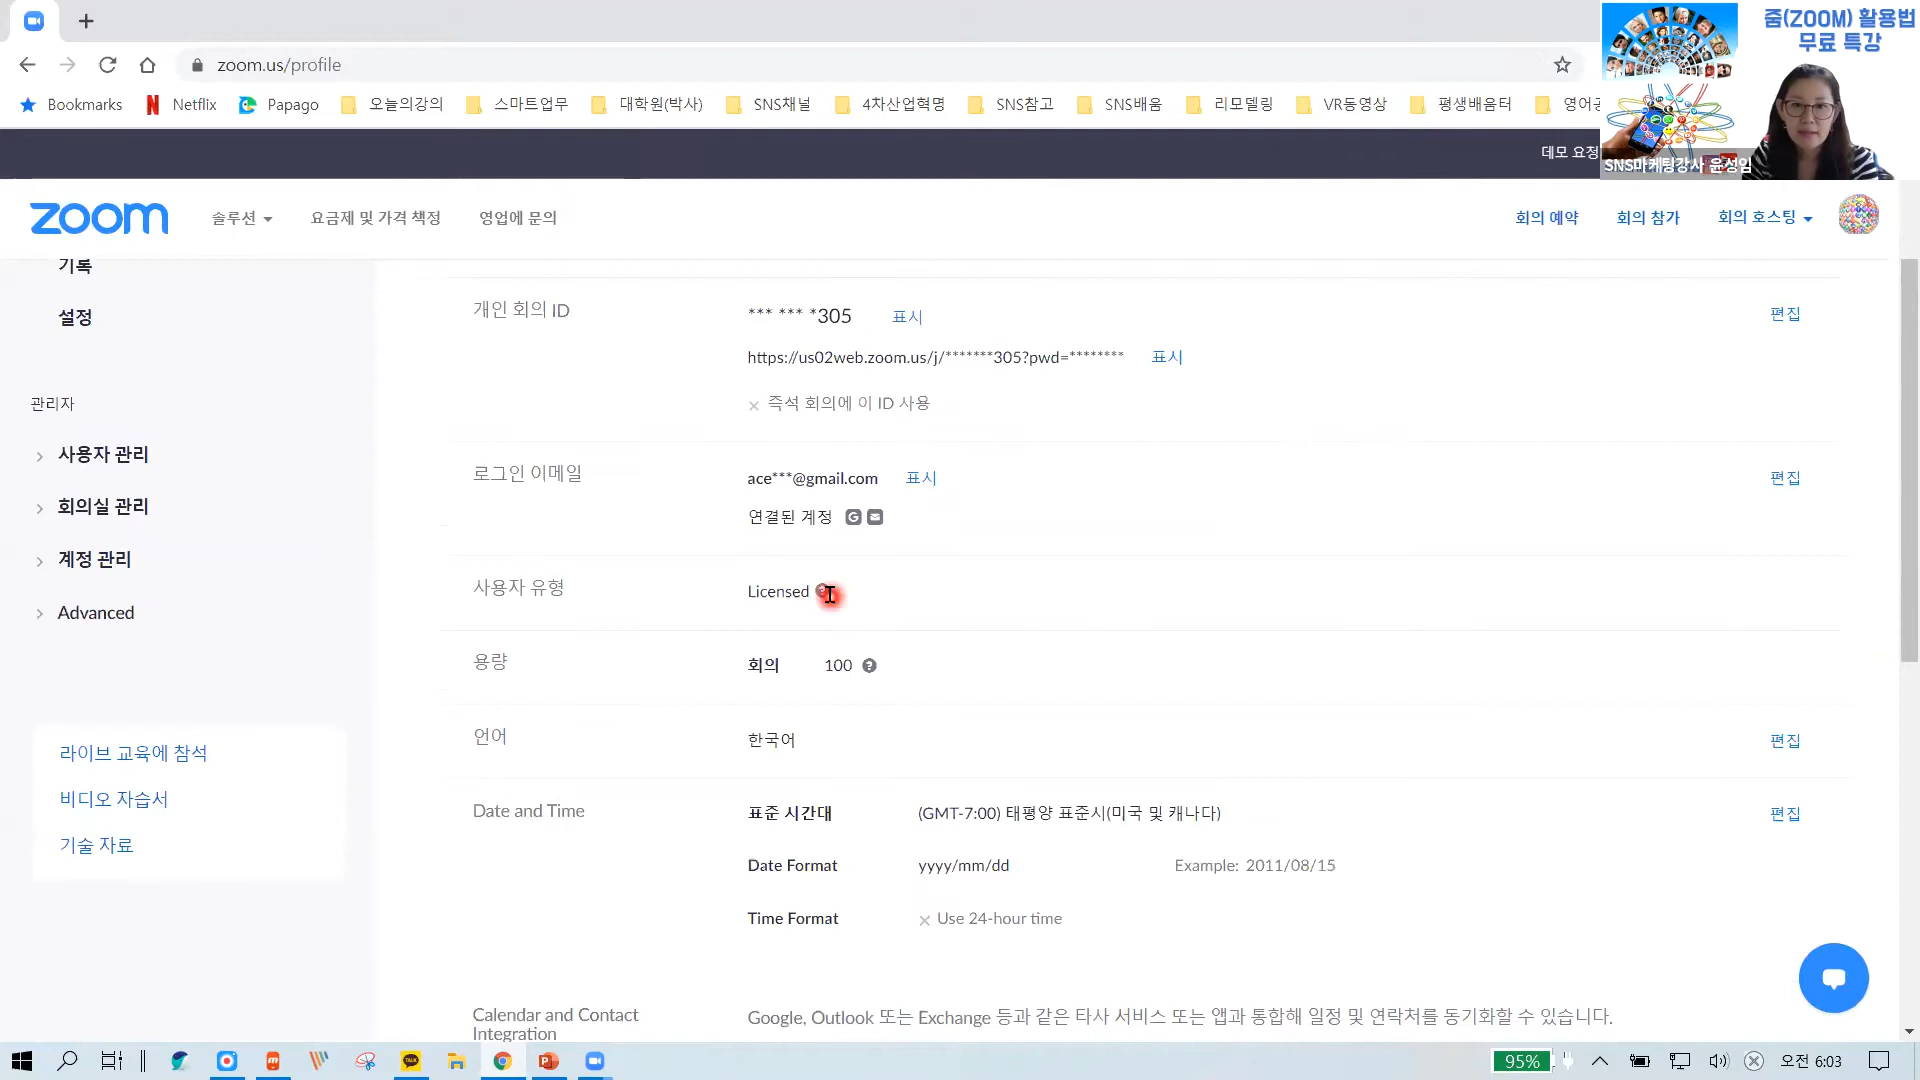 줌(ZOOM) 활용법
무료 특강
zoom.us/profile
Bookmarks Netflix Papago 오늘의강의 스마트업무 대학원(박사) SNS채널 4차산업혁명 SNS참고 SNS배움 리모델링 VR동영상 평생배움터
데모 요청
SNS마케팅강사 윤성임
zoom 솔루션 요금제 및 가격 책정 영업에 문의 회의 예약 회의 참가 회의 호스팅
기록
설정
관리자
사용자 관리
회의실 관리
계정 관리
Advanced
라이브 교육에 참석
비디오 자습서
기술 자료
개인 회의 ID *** *** *305 표시 편집
https://us02web.zoom.us/j/*******305?pwd=******** 표시
× 즉석 회의에 이 ID 사용
로그인 이메일 ace***@gmail.com 표시 편집
연결된 계정
사용자 유형 Licensed
용량 회의 100
언어 한국어 편집
Date and Time 표준 시간대 (GMT-7:00) 태평양 표준시(미국 및 캐나다) 편집
Date Format yyyy/mm/dd Example: 2011/08/15
Time Format × Use 24-hour time
Calendar and Contact
Integration
Google, Outlook 또는 Exchange 등과 같은 타사 서비스 또는 앱과 통합해 일정 및 연락처를 동기화할 수 있습니다.
TALK
95% 오전 6:03